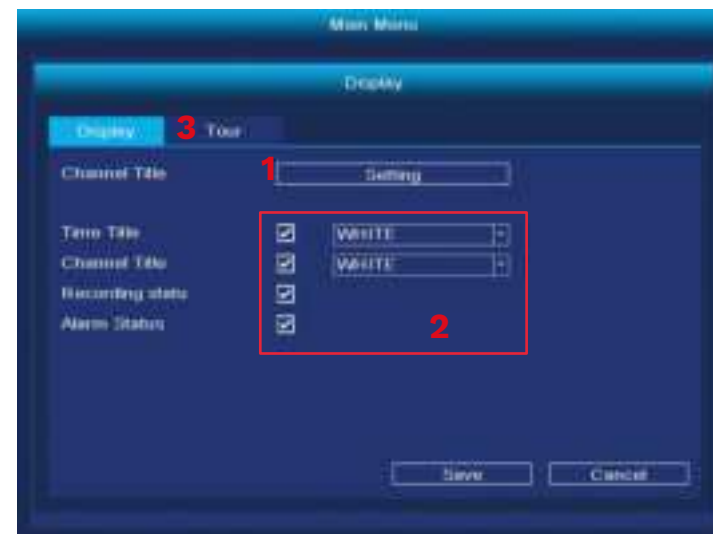 Main Menu
Display
Display 3 Tour
Channel Title 1 Setting
Time Title WHITE
Channel Title WHITE
Recording statu
Alarm Status
2
Save Cancel